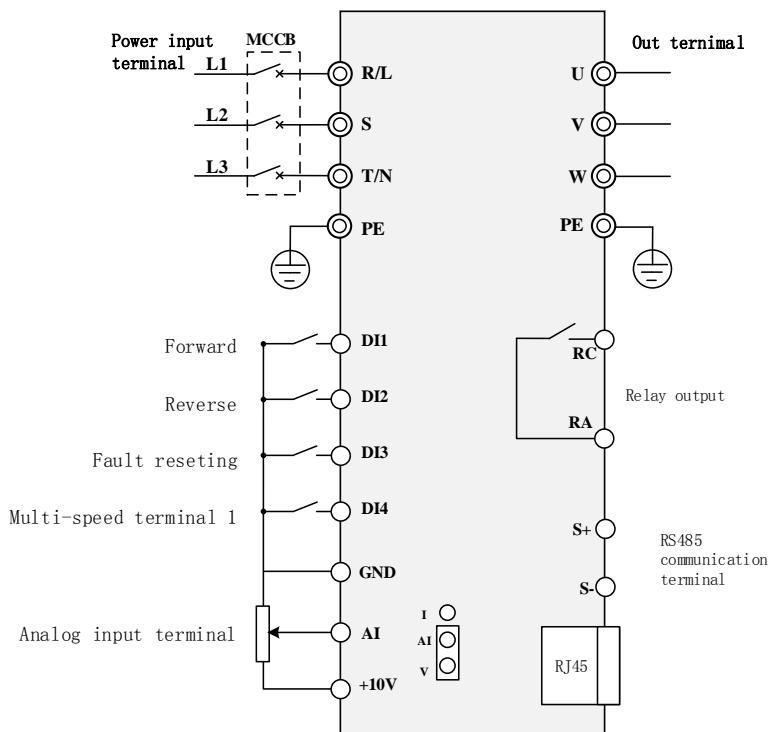 Power input
terminal
MCCB
Out ternimal
L1
R/L
U
L2
S
V
L3
T/N
W
PE
PE
Forward
DI1
RC
Reverse
DI2
Relay output
RA
Fault reseting
DI3
Multi-speed terminal 1
DI4
S+
RS485
communication
terminal
GND
S-
I
Analog input terminal
AI
AI
V
RJ45
+10V